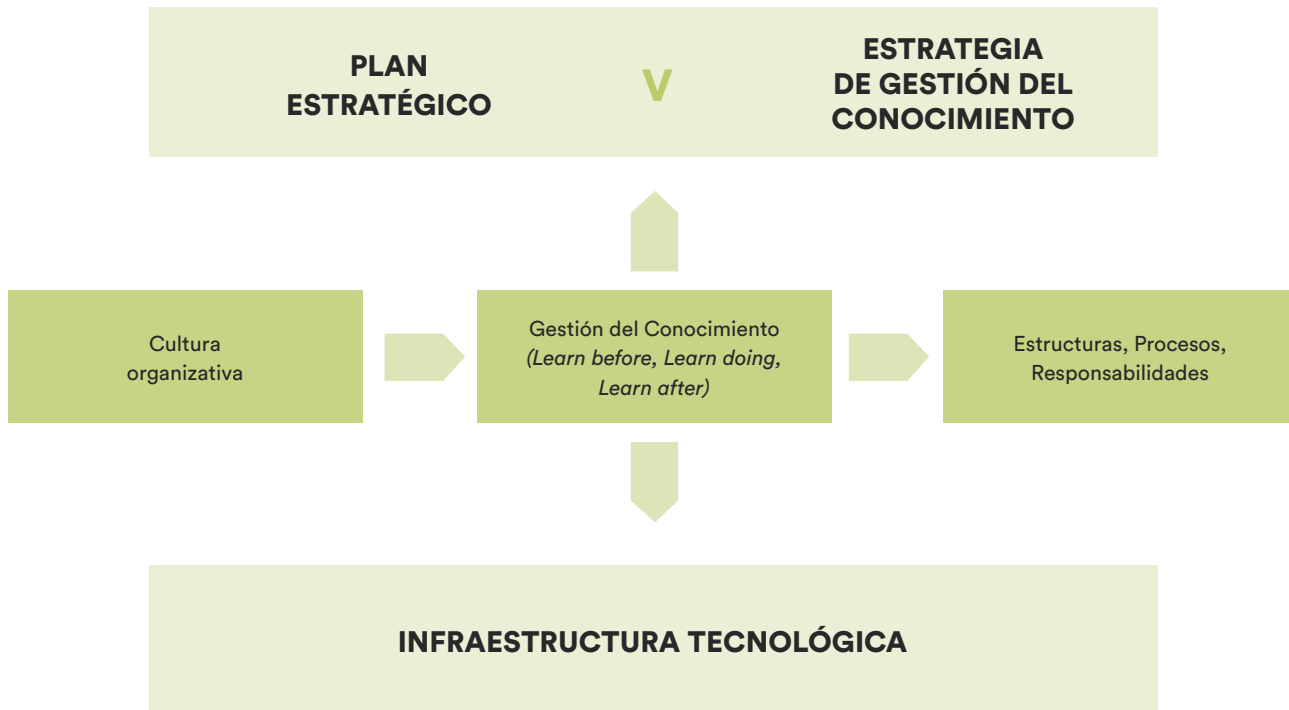 PLAN
ESTRATÉGICO
V
ESTRATEGIA
DE GESTIÓN DEL
CONOCIMIENTO
Cultura
organizativa
Gestión del Conocimiento
(Learn before, Learn doing,
Learn after)
Estructuras, Procesos,
Responsabilidades
INFRAESTRUCTURA TECNOLÓGICA